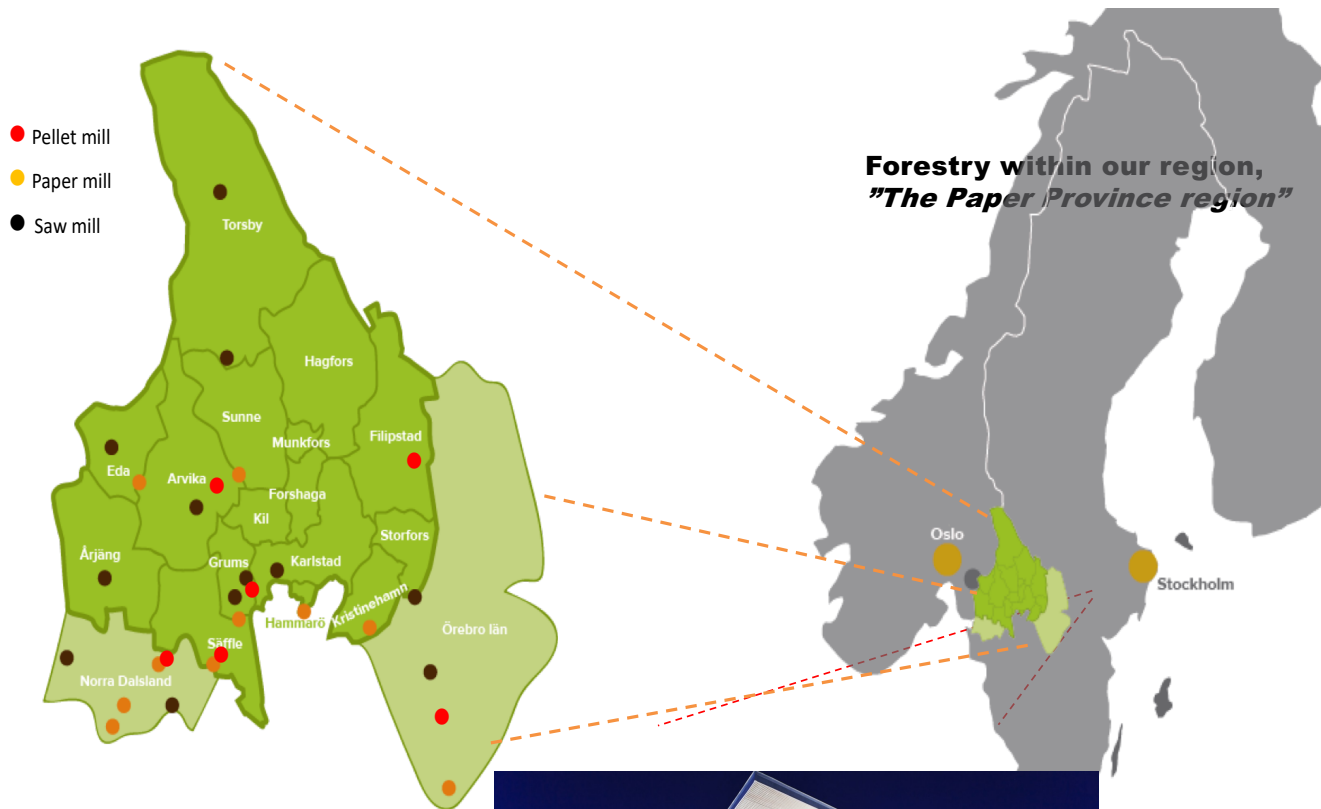 Pellet mill
Paper mill
Saw mill
Forestry within our region,
”The Paper Province region”
Torsby
Hagfors
Sunne
Munkfors
Filipstad
Eda
Arvika
Forshaga
Kil
Storfors
Årjäng
Grums
Karlstad
Hammarö
Kristinehamn
Säffle
Örebro län
Norra Dalsland
Oslo
Stockholm